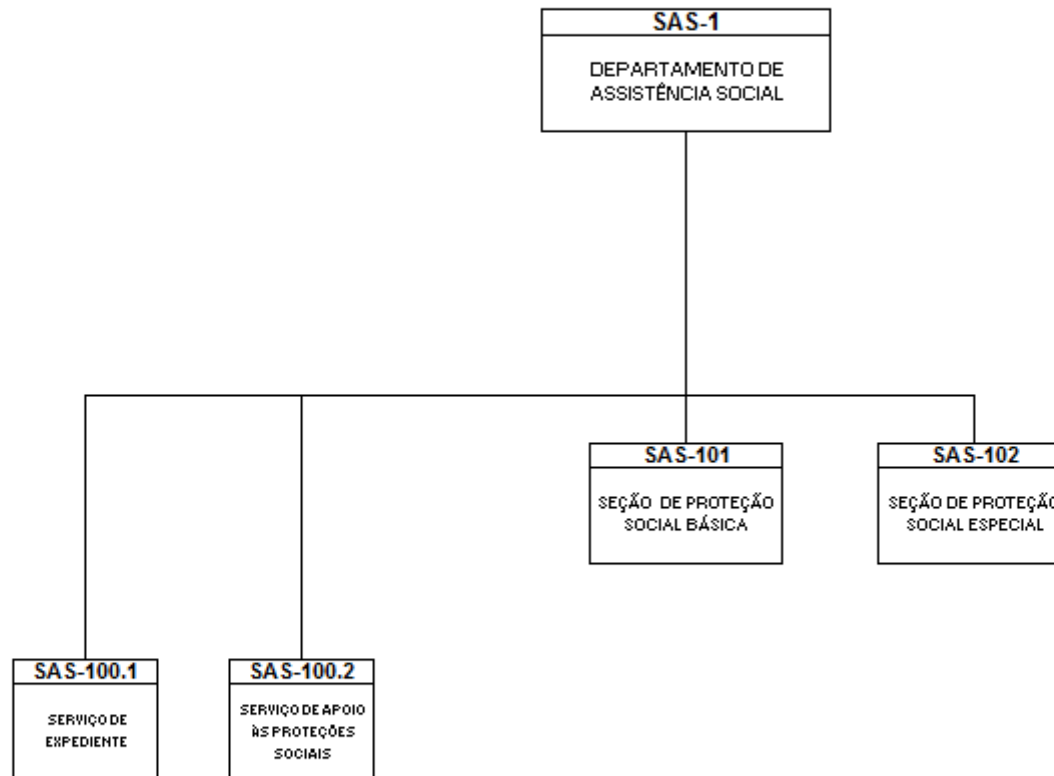 SAS-1
DEPARTAMENTO DE
ASSISTÊNCIA SOCIAL
SAS-101
SEÇÃO DE PROTEÇÃO
SOCIAL BÁSICA
SAS-102
SEÇÃO DE PROTEÇÃO
SOCIAL ESPECIAL
SAS-100.1
SERVIÇO DE
EXPEDIENTE
SAS-100.2
SERVIÇO DE APOIO
ÀS PROTEÇÕES
SOCIAIS